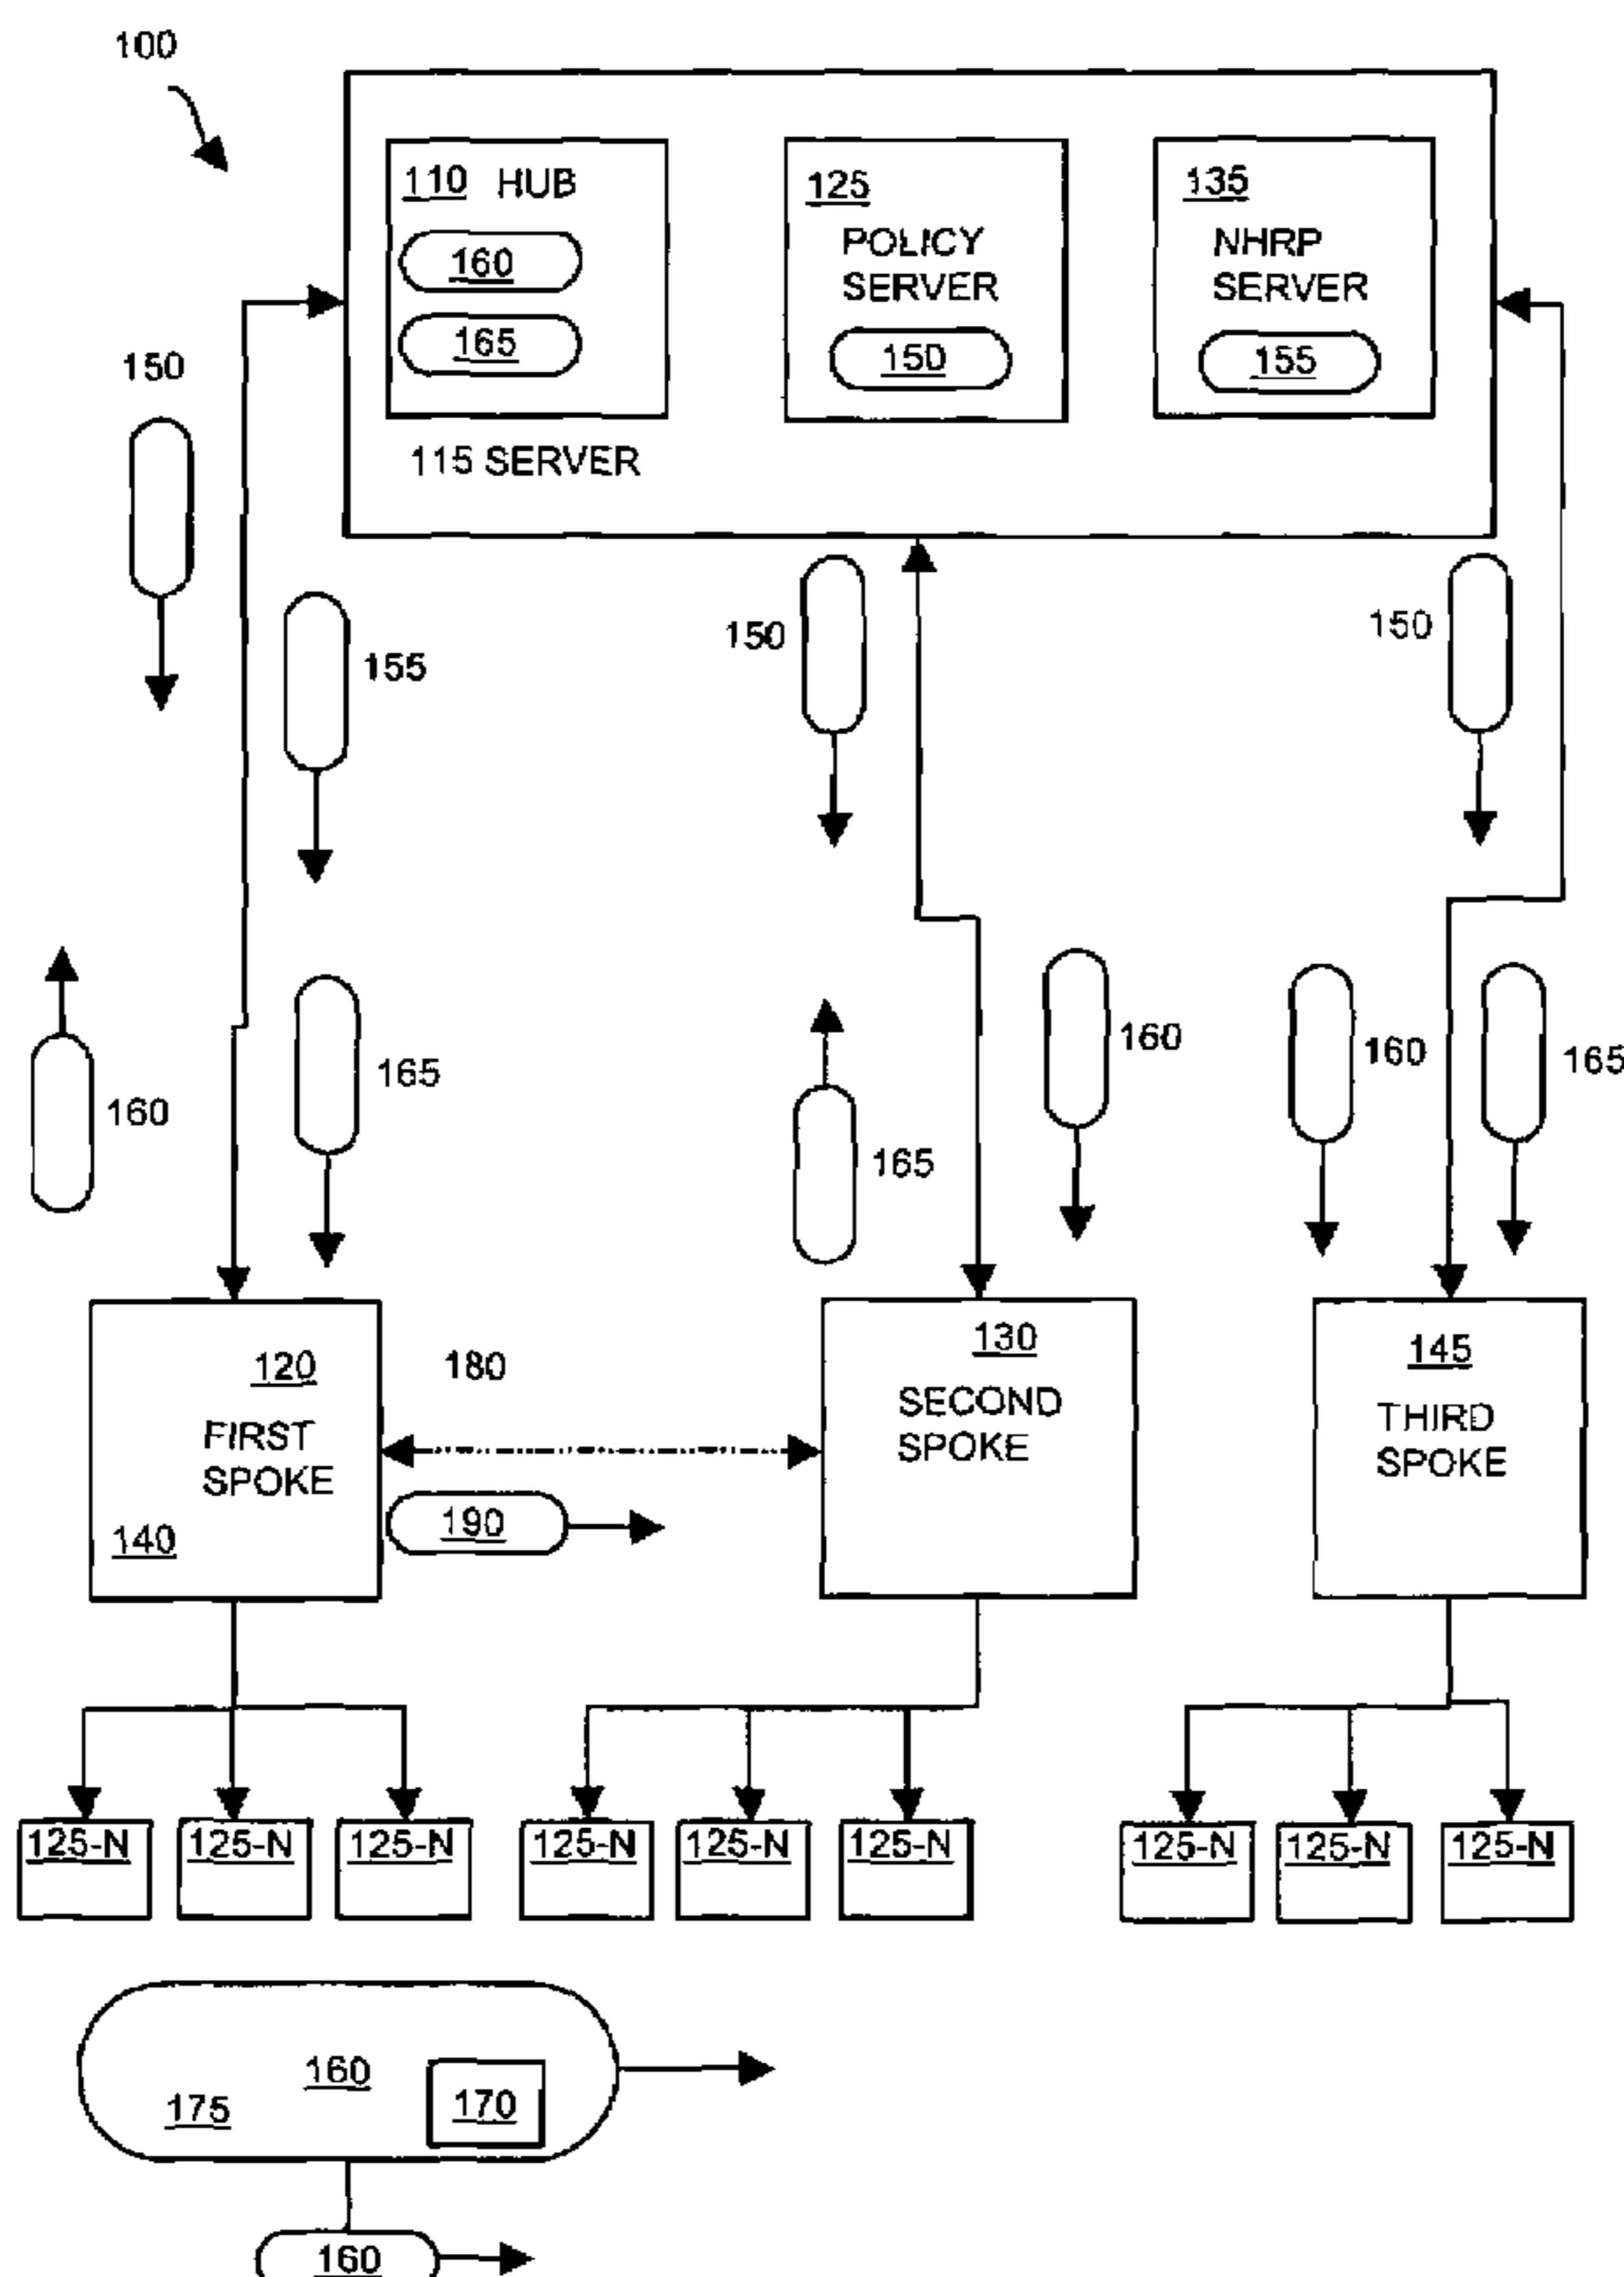 100
110 HUB
160
165
125
POLICY
SERVER
150
135
NHRP
SERVER
155
115 SERVER
150
155
150
150
160
165
165
160
160
165
120
FIRST
SPOKE
140
180
190
130
SECOND
SPOKE
145
THIRD
SPOKE
125-N
125-N
125-N
125-N
125-N
125-N
125-N
125-N
125-N
160
175
170
160